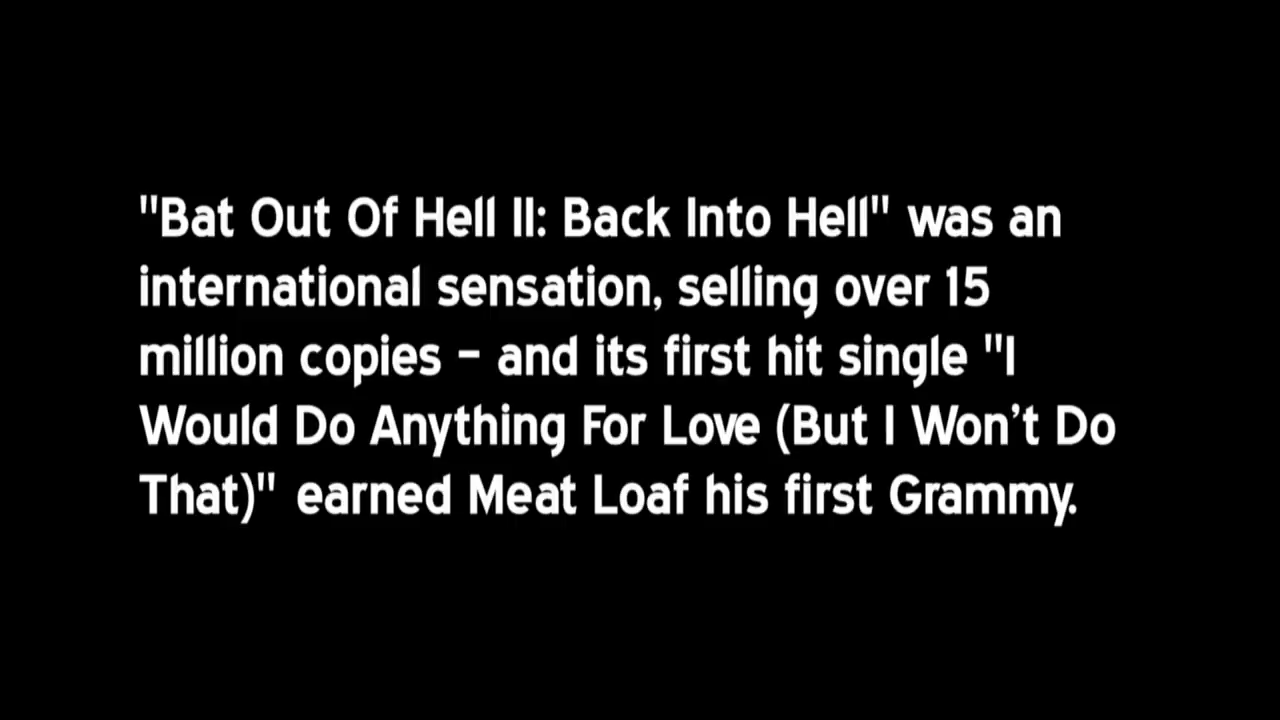 "Bat Out Of Hell II: Back Into Hell" was an
international sensation, selling over 15
million copies – and its first hit single "I
Would Do Anything For Love (But I Won’t Do
That)" earned Meat Loaf his first Grammy.